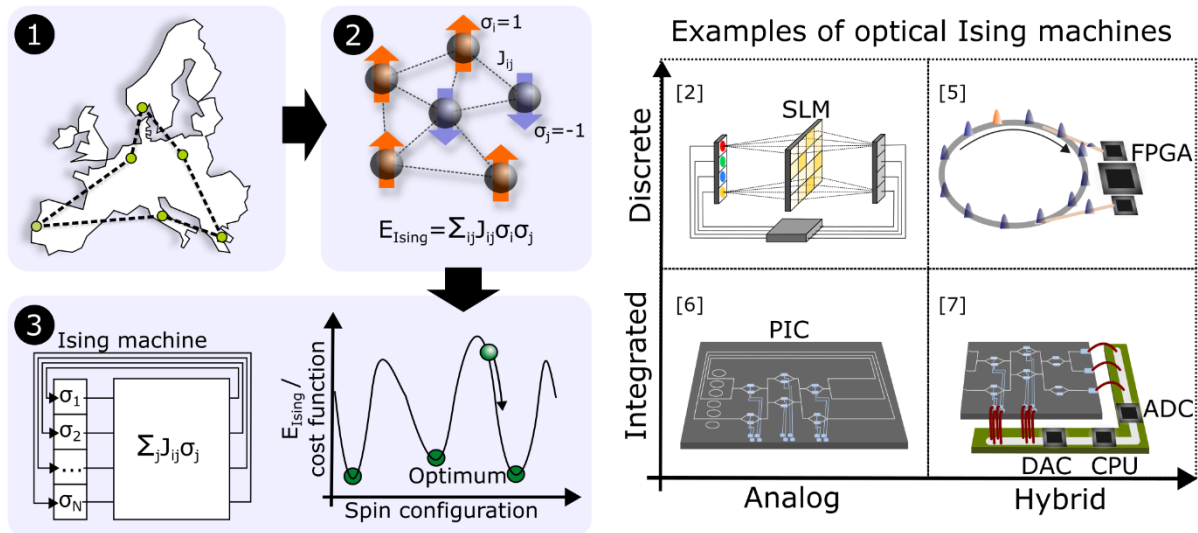 1
2
σi=1
Jij
σj=-1
EIsing=ΣijJijσiσj
3
Ising machine
σ1
σ2
...
σN
ΣjJijσj
EIsing /
cost function
Optimum
Spin configuration
Examples of optical Ising machines
Discrete
Integrated
[2]
SLM
[5]
FPGA
[6]
PIC
[7]
ADC
DAC
CPU
Analog
Hybrid